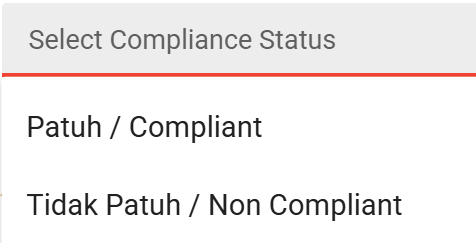 Select Compliance Status
Patuh / Compliant
Tidak Patuh / Non Compliant